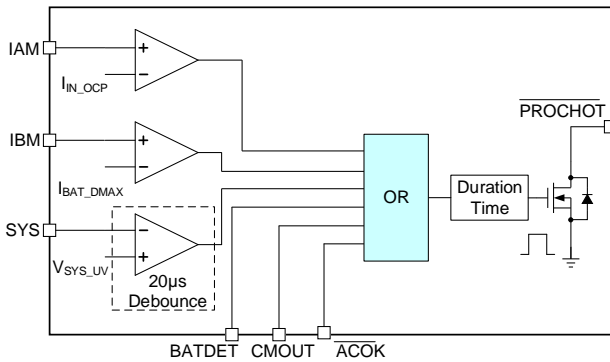 IAM
+
−
I_IN_OCP
IBM
+
−
I_BAT_DMAX
SYS
−
+
V_SYS_UV
20µs
Debounce
OR
Duration
Time
PROCHOT
BATDET
CMOUT
ACOK